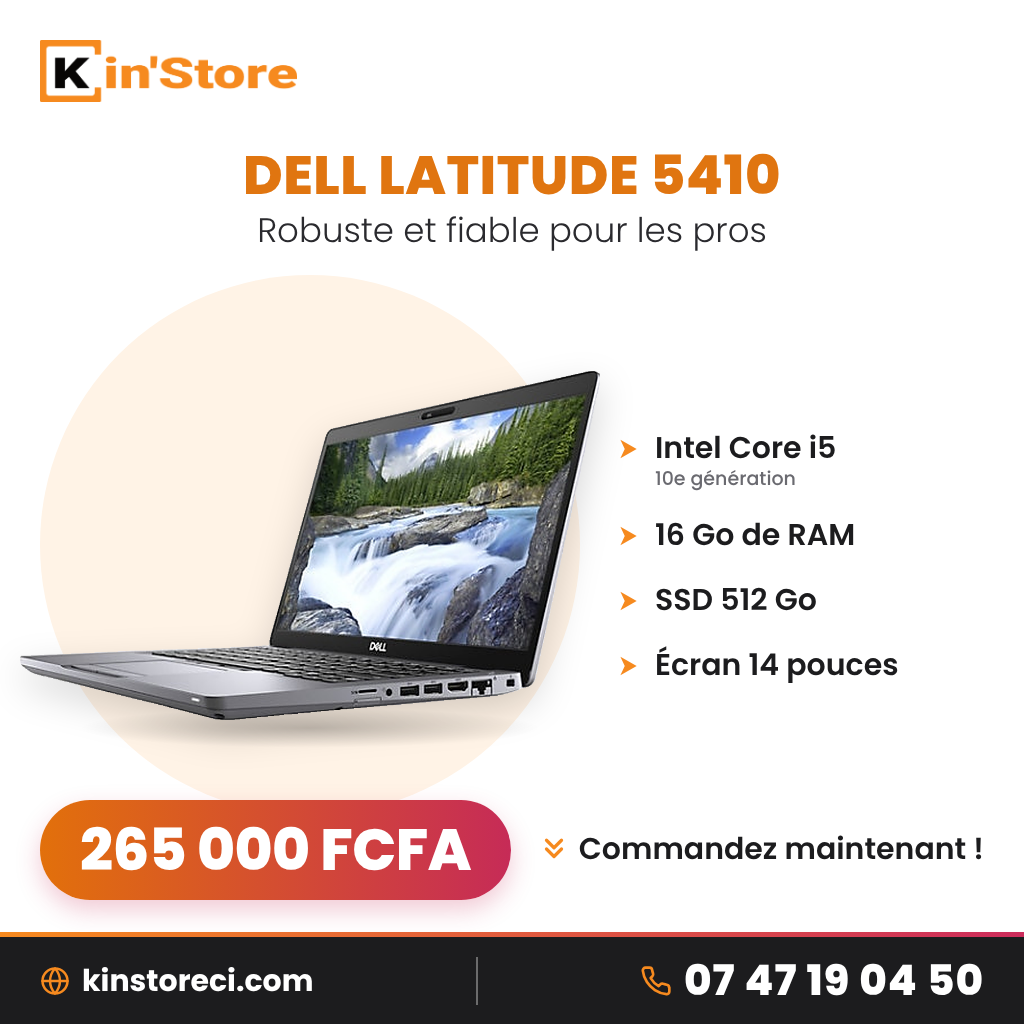 Kin'Store
DELL LATITUDE 5410
Robuste et fiable pour les pros
Intel Core i5
10e génération
16 Go de RAM
SSD 512 Go
Écran 14 pouces
DELL
265 000 FCFA
Commandez maintenant !
kinstoreci.com
07 47 19 04 50